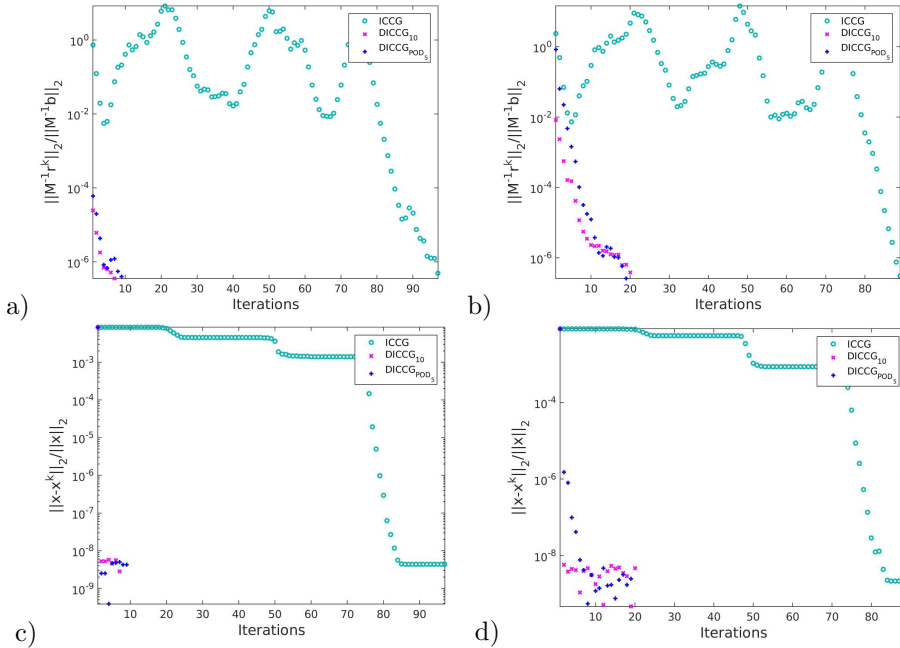 ICCG
DICCG₁₀
DICCG_POD₅
10⁰
10⁻²
10⁻⁴
10⁻⁶
||M⁻¹r^k||₂/||M⁻¹b||₂
10 20 30 40 50 60 70 80 90
Iterations
a)
ICCG
DICCG₁₀
DICCG_POD₅
10⁰
10⁻²
10⁻⁴
10⁻⁶
||M⁻¹r^k||₂/||M⁻¹b||₂
10 20 30 40 50 60 70 80
Iterations
b)
ICCG
DICCG₁₀
DICCG_POD₅
10⁻³
10⁻⁴
10⁻⁵
10⁻⁶
10⁻⁷
10⁻⁸
10⁻⁹
||x-x^k||₂/||x||₂
10 20 30 40 50 60 70 80 90
Iterations
c)
ICCG
DICCG₁₀
DICCG_POD₅
10⁻⁴
10⁻⁶
10⁻⁸
||x-x^k||₂/||x||₂
10 20 30 40 50 60 70 80
Iterations
d)